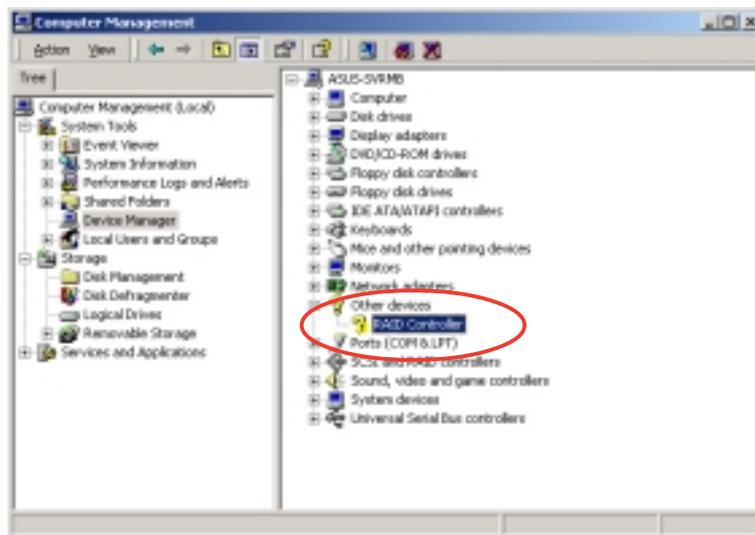 Computer Management
Action View
Tree
Computer Management (Local)
System Tools
Event Viewer
System Information
Performance Logs and Alerts
Shared Folders
Device Manager
Local Users and Groups
Storage
Disk Management
Disk Defragmenter
Logical Drives
Removable Storage
Services and Applications
ASUS-SVRMB
Computer
Disk drives
Display adapters
DVD/CD-ROM drives
Floppy disk controllers
Floppy disk drives
IDE ATA/ATAPI controllers
Keyboards
Mice and other pointing devices
Monitors
Network adapters
Other devices
RAID Controller
Ports (COM & LPT)
SCSI and RAID controllers
Sound, video and game controllers
System devices
Universal Serial Bus controllers